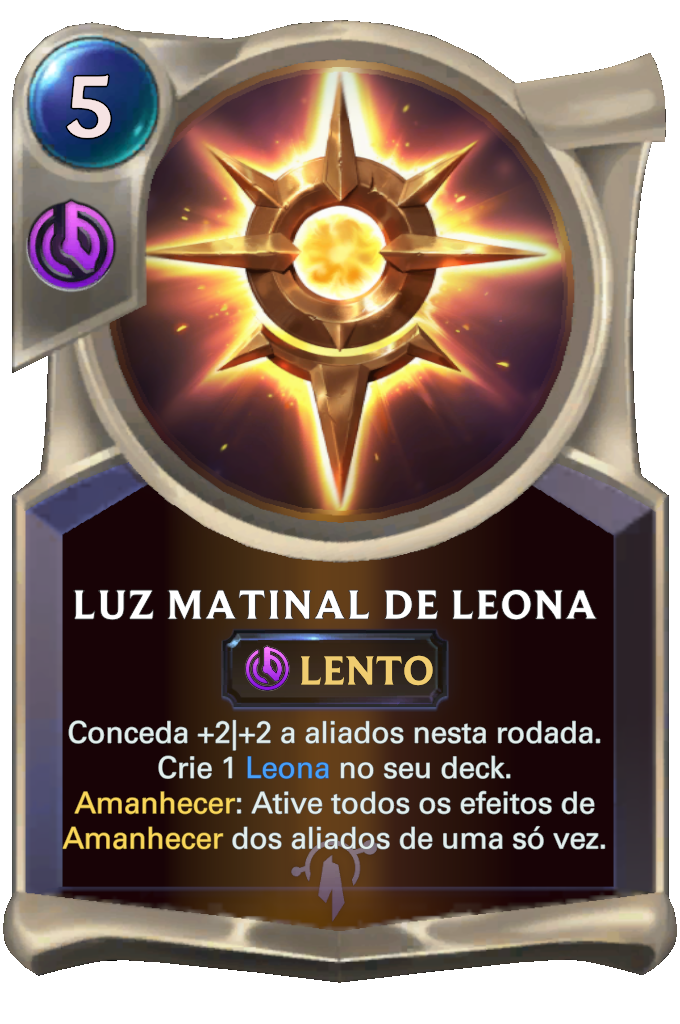 5
LUZ MATINAL DE LEONA
LENTO
Conceda +2|+2 a aliados nesta rodada.
Crie 1 Leona no seu deck.
Amanhecer: Ative todos os efeitos de
Amanhecer dos aliados de uma só vez.